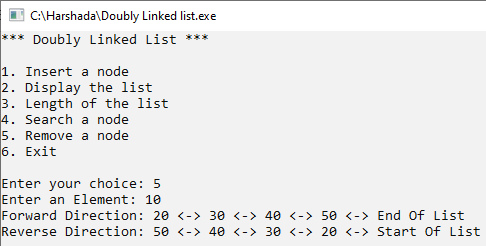 C:\Harshada\Doubly Linked list.exe
*** Doubly Linked List ***
1. Insert a node
2. Display the list
3. Length of the list
4. Search a node
5. Remove a node
6. Exit
Enter your choice: 5
Enter an Element: 10
Forward Direction: 20 <-> 30 <-> 40 <-> 50 <-> End Of List
Reverse Direction: 50 <-> 40 <-> 30 <-> 20 <-> Start Of List